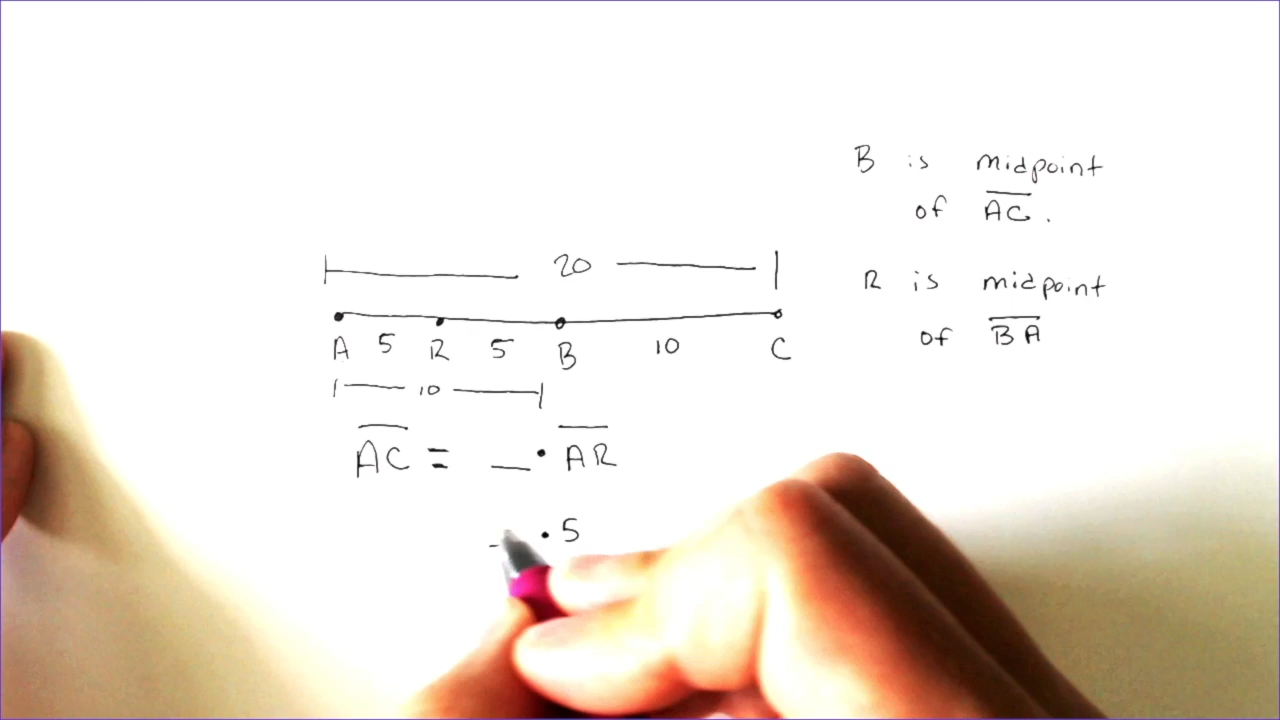 B is midpoint
of AC.
20
R is midpoint
of BA
A 5 R 5 B 10 C
10
AC = __ · AR
_ · 5